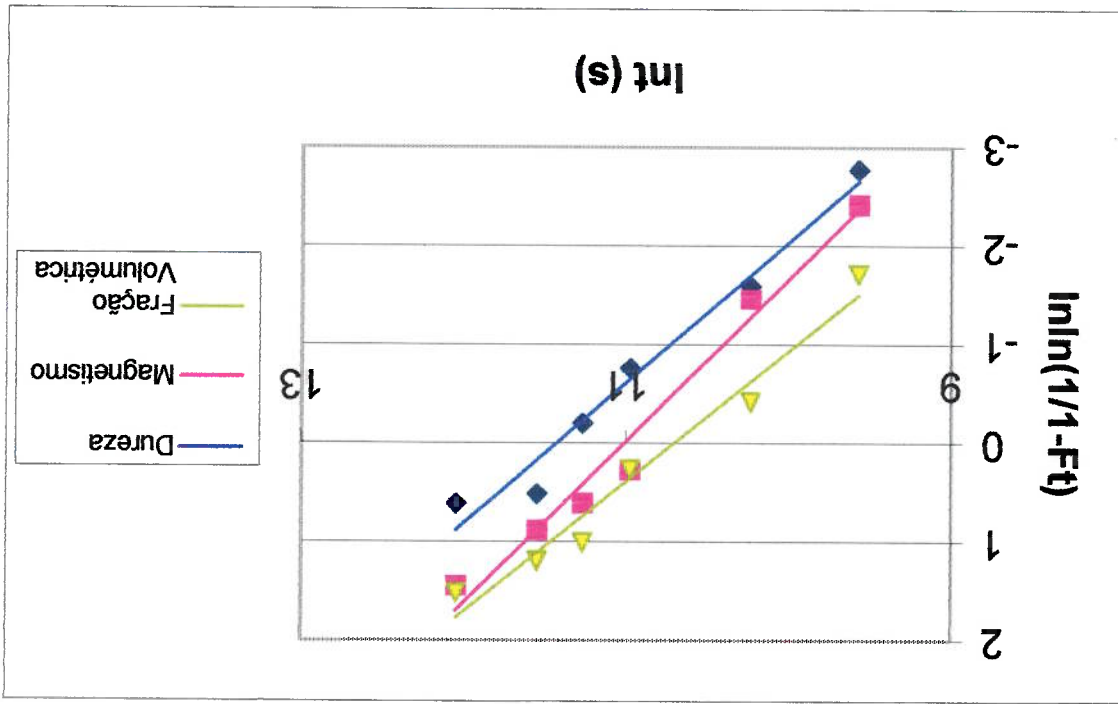 lnln(1/1-Ft)
2
1
0
-1
-2
-3
9
11
13
lnt (s)
Dureza
Magnetismo
Fração
Volumétrica